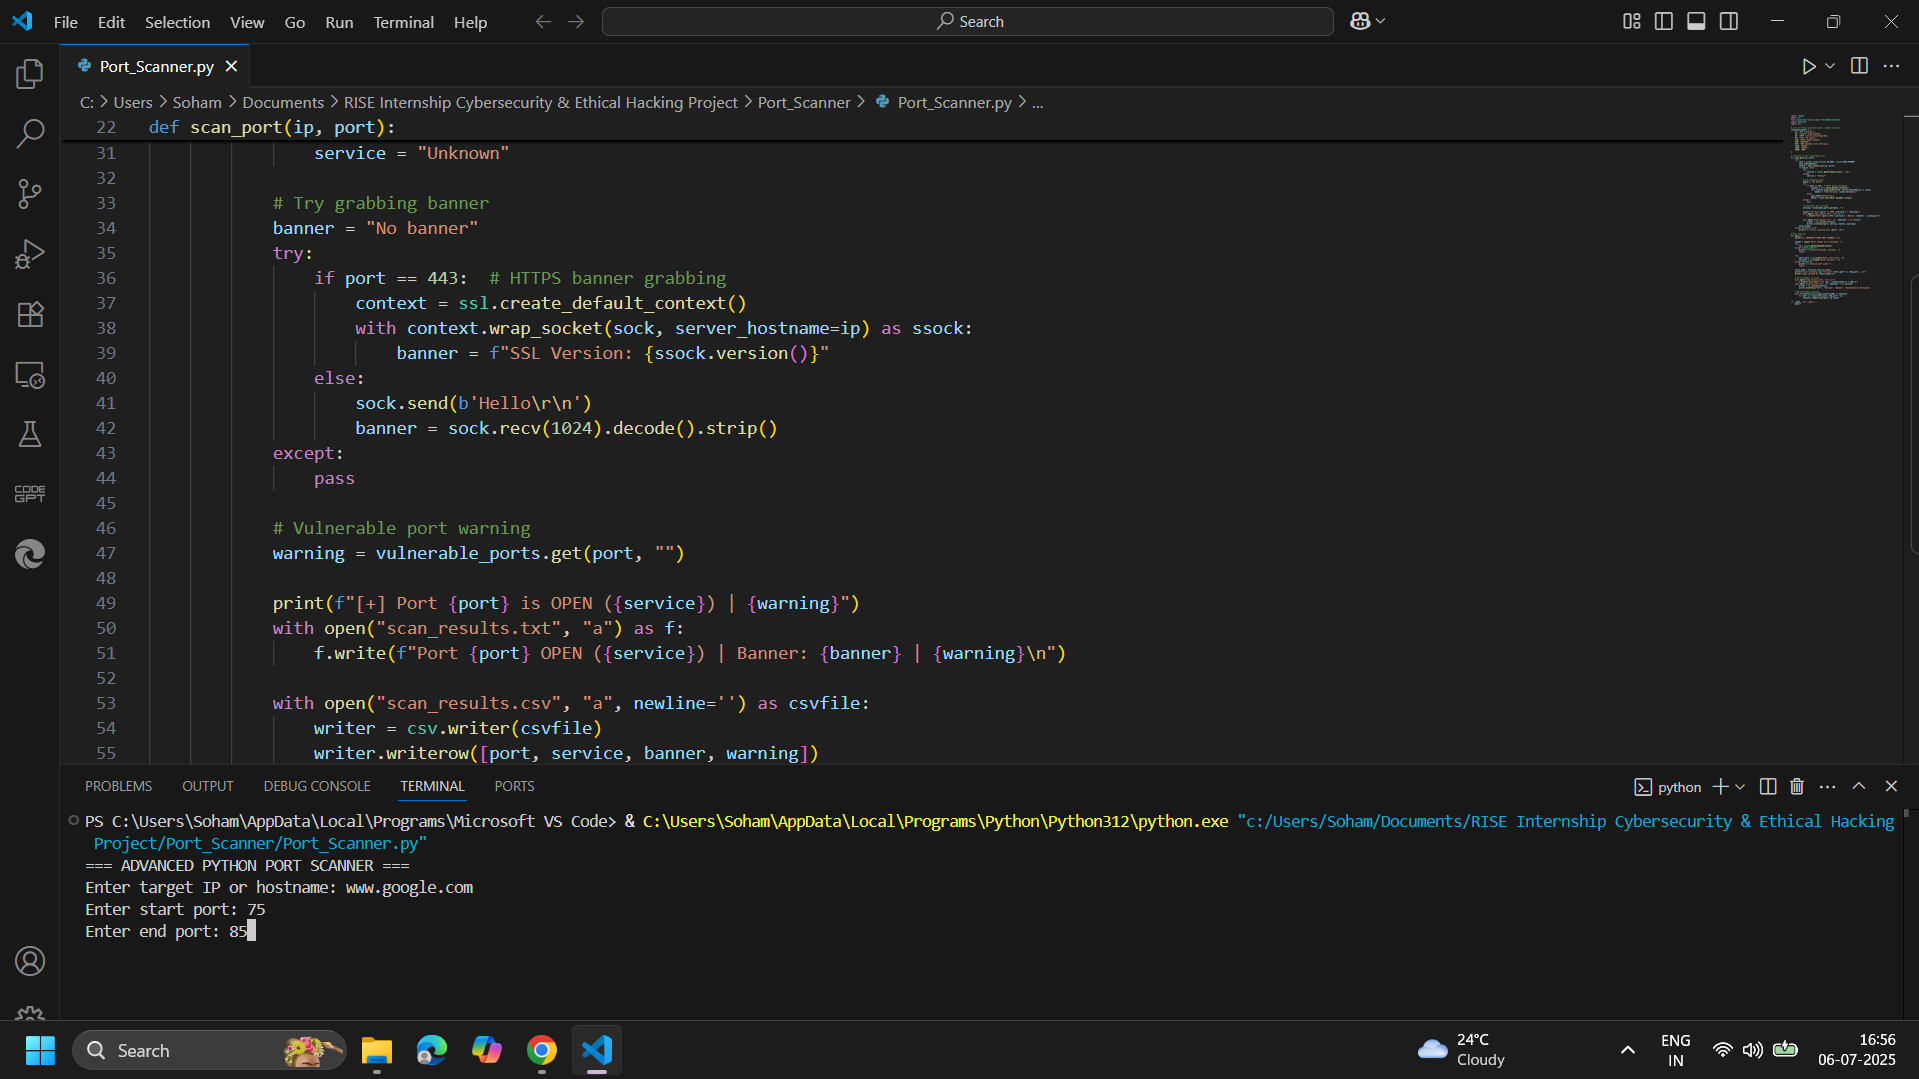 File Edit Selection View Go Run Terminal Help
Search
Port_Scanner.py
C: > Users > Soham > Documents > RISE Internship Cybersecurity & Ethical Hacking Project > Port_Scanner > Port_Scanner.py > ...
22 def scan_port(ip, port):
31 service = "Unknown"
32
33 # Try grabbing banner
34 banner = "No banner"
35 try:
36 if port == 443:  # HTTPS banner grabbing
37 context = ssl.create_default_context()
38 with context.wrap_socket(sock, server_hostname=ip) as ssock:
39 banner = f"SSL Version: {ssock.version()}"
40 else:
41 sock.send(b'Hello\r\n')
42 banner = sock.recv(1024).decode().strip()
43 except:
44 pass
45
46 # Vulnerable port warning
47 warning = vulnerable_ports.get(port, "")
48
49 print(f"[+] Port {port} is OPEN ({service}) | {warning}")
50 with open("scan_results.txt", "a") as f:
51 f.write(f"Port {port} OPEN ({service}) | Banner: {banner} | {warning}\n")
52
53 with open("scan_results.csv", "a", newline='') as csvfile:
54 writer = csv.writer(csvfile)
55 writer.writerow([port, service, banner, warning])
CODE
GPT
PROBLEMS OUTPUT DEBUG CONSOLE TERMINAL PORTS
python
PS C:\Users\Soham\AppData\Local\Programs\Microsoft VS Code> & C:\Users\Soham\AppData\Local\Programs\Python\Python312\python.exe "c:/Users/Soham/Documents/RISE Internship Cybersecurity & Ethical Hacking
Project/Port_Scanner/Port_Scanner.py"
=== ADVANCED PYTHON PORT SCANNER ===
Enter target IP or hostname: www.google.com
Enter start port: 75
Enter end port: 85
Search
24°C
Cloudy
ENG
IN
16:56
06-07-2025